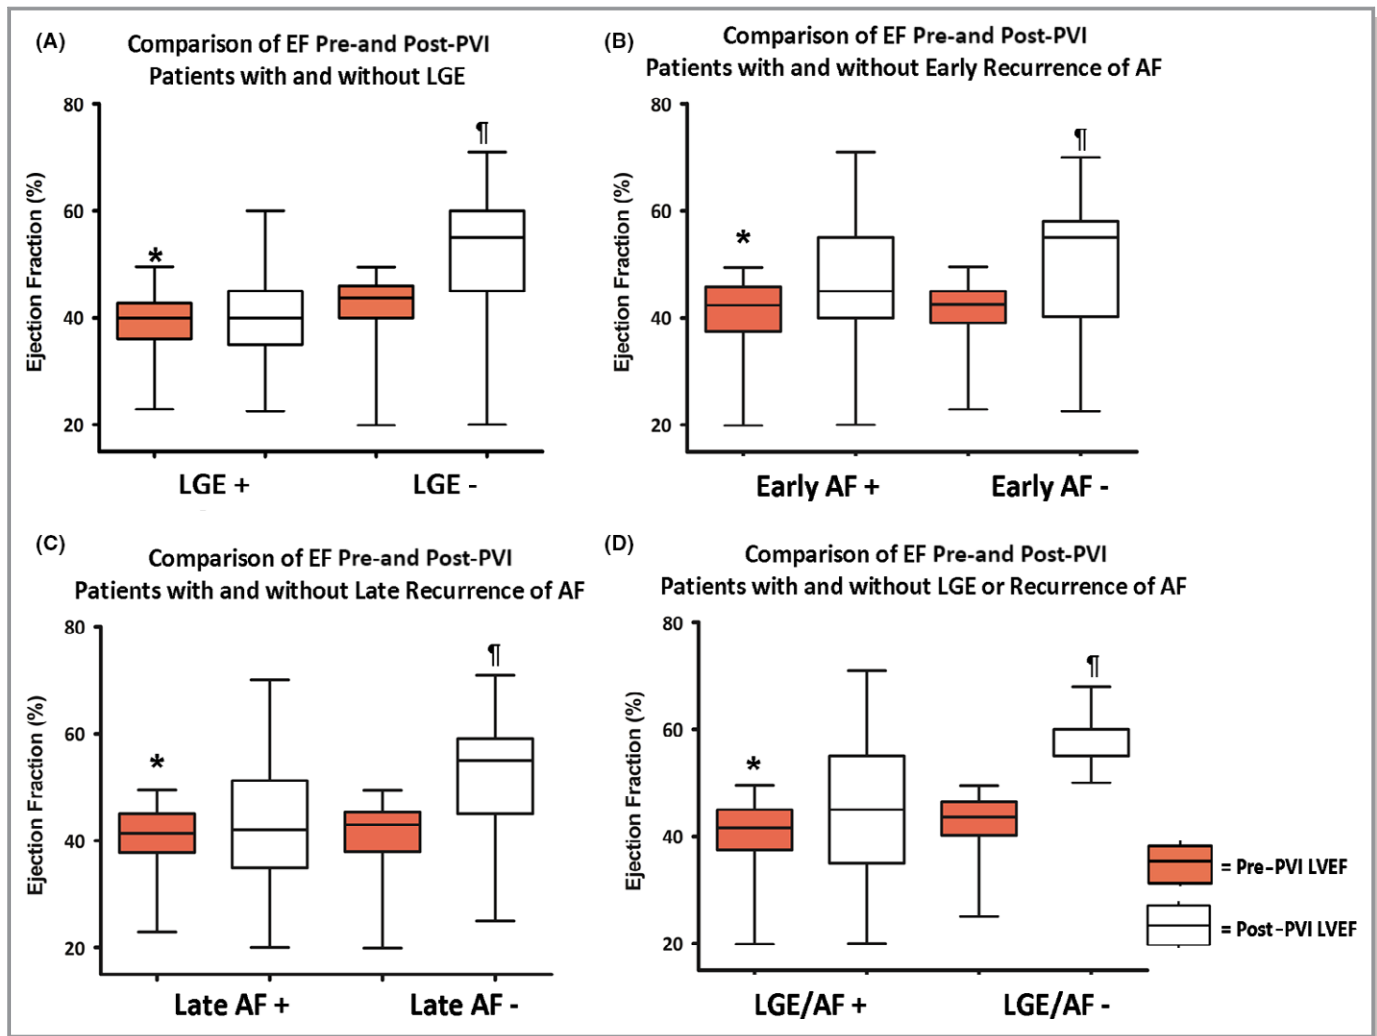 (A)
Comparison of EF Pre-and Post-PVI
Patients with and without LGE
80
60
40
20
Ejection Fraction (%)
*
¶
LGE +
LGE -
(B)
Comparison of EF Pre-and Post-PVI
Patients with and without Early Recurrence of AF
80
60
40
20
Ejection Fraction (%)
*
¶
Early AF +
Early AF -
(C)
Comparison of EF Pre-and Post-PVI
Patients with and without Late Recurrence of AF
80
60
40
20
Ejection Fraction (%)
*
¶
Late AF +
Late AF -
(D)
Comparison of EF Pre-and Post-PVI
Patients with and without LGE or Recurrence of AF
80
60
40
20
Ejection Fraction (%)
*
¶
LGE/AF +
LGE/AF -
= Pre-PVI LVEF
= Post-PVI LVEF